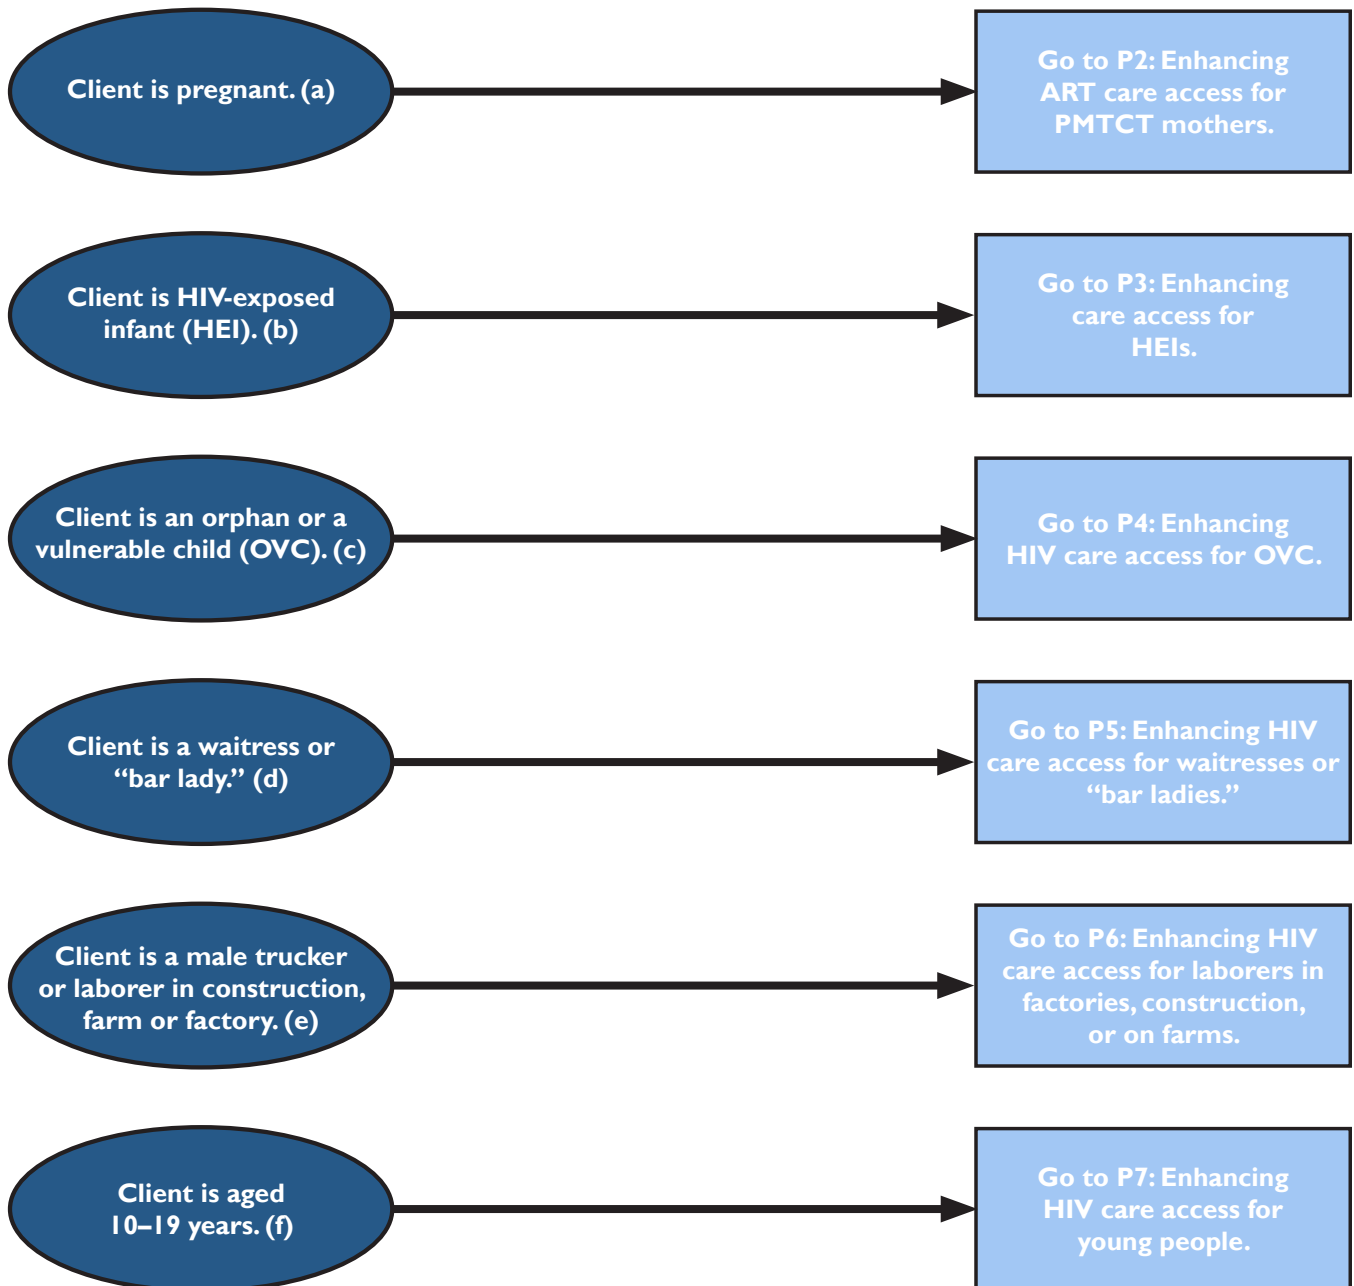 Client is pregnant. (a)
Go to P2: Enhancing
ART care access for
PMTCT mothers.
Client is HIV-exposed
infant (HEI). (b)
Go to P3: Enhancing
care access for
HEIs.
Client is an orphan or a
vulnerable child (OVC). (c)
Go to P4: Enhancing
HIV care access for OVC.
Client is a waitress or
“bar lady.” (d)
Go to P5: Enhancing HIV
care access for waitresses or
“bar ladies.”
Client is a male trucker
or laborer in construction,
farm or factory. (e)
Go to P6: Enhancing HIV
care access for laborers in
factories, construction,
or on farms.
Client is aged
10–19 years. (f)
Go to P7: Enhancing
HIV care access for
young people.